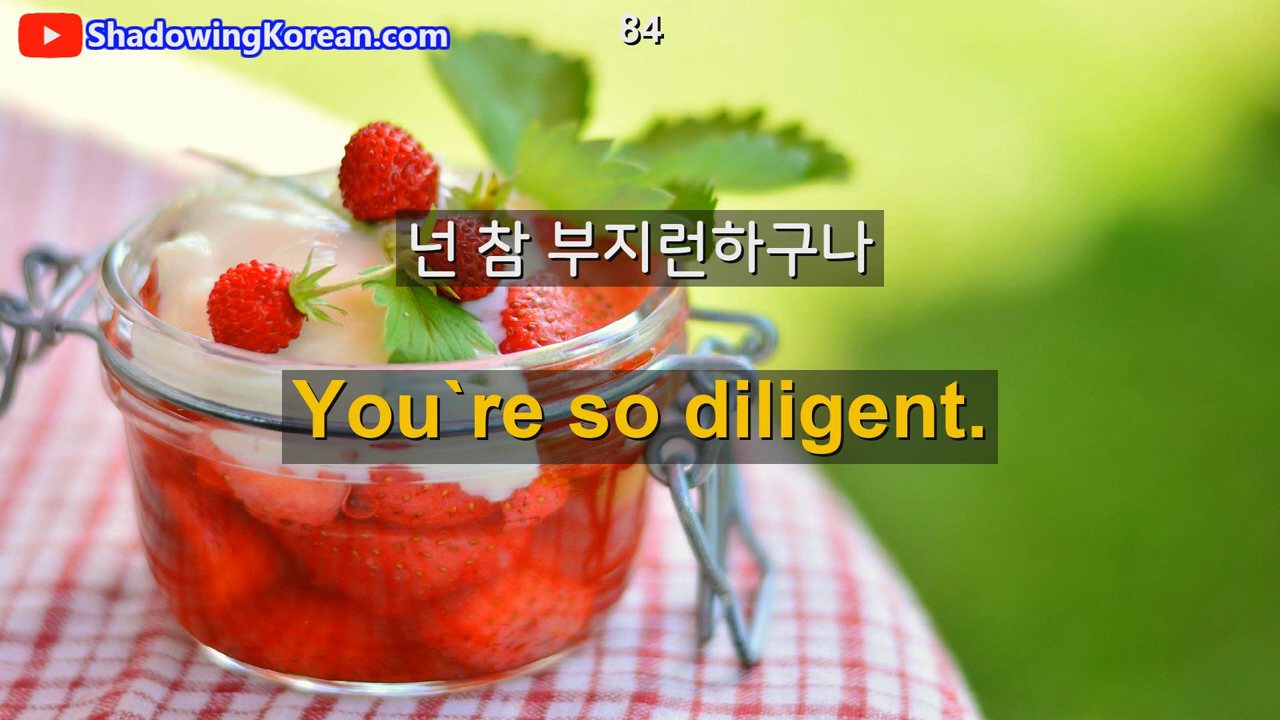 ShadowingKorean.com
84
넌 참 부지런하구나
You`re so diligent.